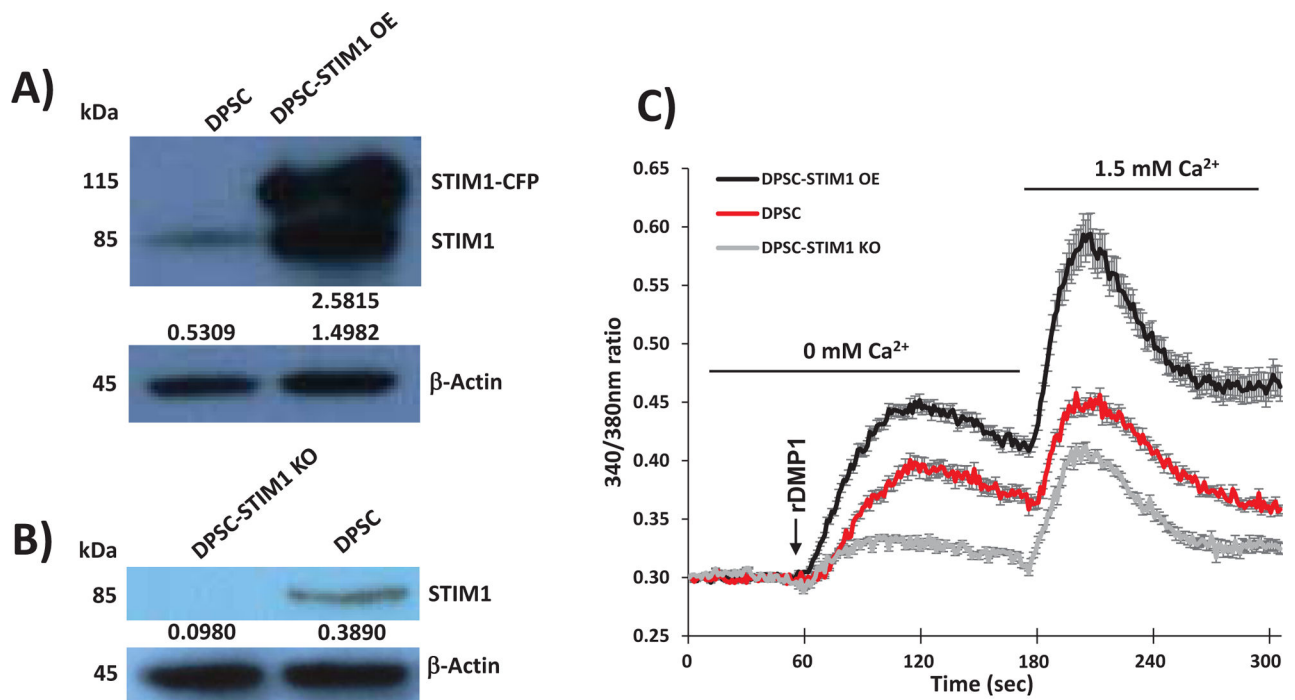 A)
kDa
DPSC
DPSC-STIM1 OE
115
STIM1-CFP
85
STIM1
2.5815
0.5309
1.4982
45
β-Actin
B)
kDa
DPSC-STIM1 KO
DPSC
85
STIM1
0.0980
0.3890
45
β-Actin
C)
340/380nm ratio
0.65
0.60
0.55
0.50
0.45
0.40
0.35
0.30
0.25
DPSC-STIM1 OE
DPSC
DPSC-STIM1 KO
0 mM Ca²⁺
1.5 mM Ca²⁺
rDMP1
0
60
120
180
240
300
Time (sec)